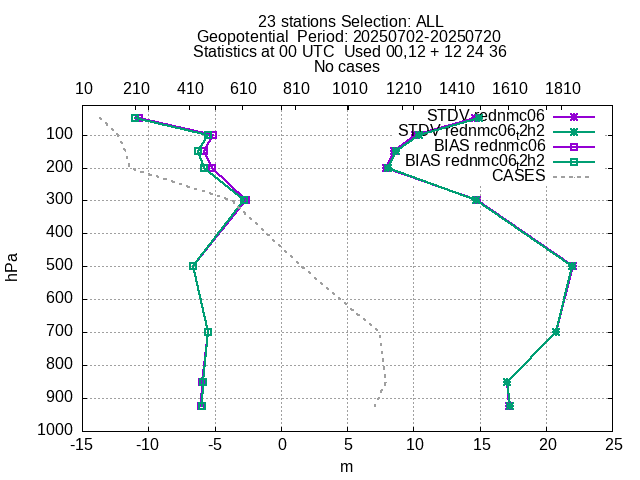 23 stations Selection: ALL
Geopotential  Period: 20250702-20250720
Statistics at 00 UTC  Used 00,12 + 12 24 36
No cases
10 210 410 610 810 1010 1210 1410 1610 1810
STDV rednmc06
STDV rednmc06,2h2
BIAS rednmc06
BIAS rednmc06,2h2
CASES
100
200
300
400
500
600
700
800
900
1000
hPa
-15 -10 -5 0 5 10 15 20 25
m